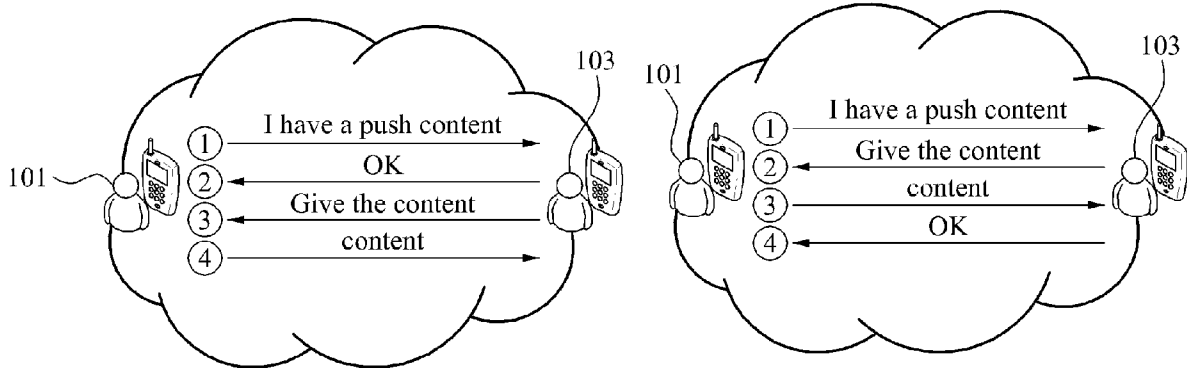 101
103
1 I have a push content
2 OK
3 Give the content
4 content
101
103
1 I have a push content
2 Give the content
3 content
4 OK